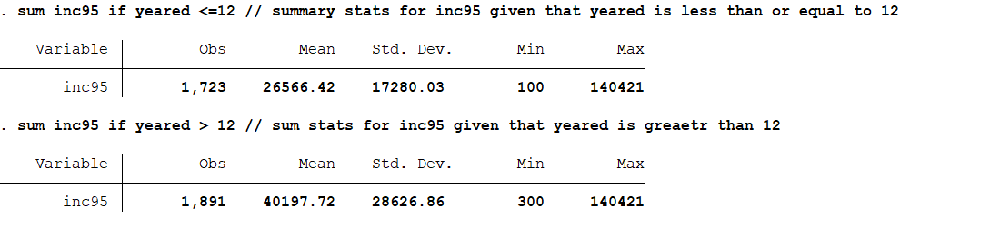 . sum inc95 if yeared <=12 // summary stats for inc95 given that yeared is less than or equal to 12
Variable Obs Mean Std. Dev. Min Max
inc95 1,723 26566.42 17280.03 100 140421
. sum inc95 if yeared > 12 // sum stats for inc95 given that yeared is greaetr than 12
Variable Obs Mean Std. Dev. Min Max
inc95 1,891 40197.72 28626.86 300 140421